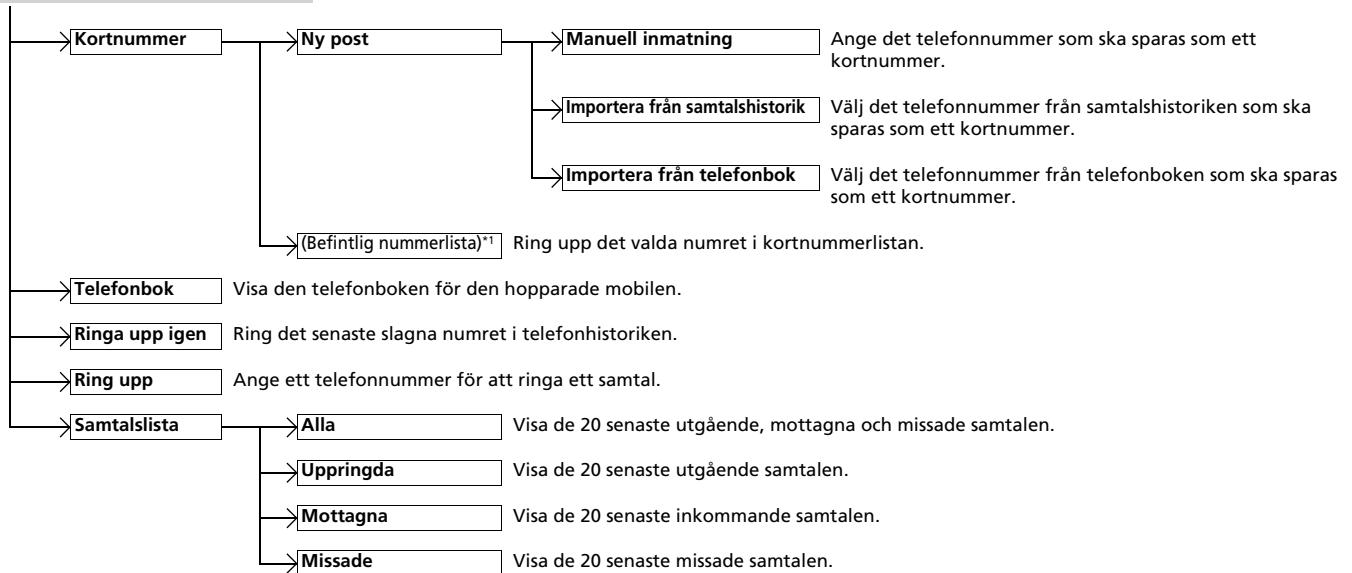 Kortnummer
Ny post
Manuell inmatning
Ange det telefonnummer som ska sparas som ett
kortnummer.
Importera från samtalshistorik
Välj det telefonnummer från samtalshistoriken som ska
sparas som ett kortnummer.
Importera från telefonbok
Välj det telefonnummer från telefonboken som ska sparas
som ett kortnummer.
(Befintlig nummerlista)*1
Ring upp det valda numret i kortnummerlistan.
Telefonbok
Visa den telefonboken för den hopparade mobilen.
Ringa upp igen
Ring det senaste slagna numret i telefonhistoriken.
Ring upp
Ange ett telefonnummer för att ringa ett samtal.
Samtalslista
Alla
Visa de 20 senaste utgående, mottagna och missade samtalen.
Uppringda
Visa de 20 senaste utgående samtalen.
Mottagna
Visa de 20 senaste inkommande samtalen.
Missade
Visa de 20 senaste missade samtalen.